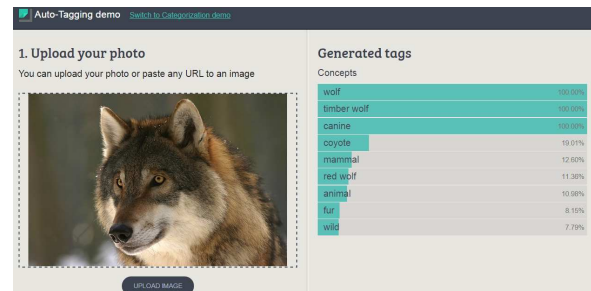 Auto-Tagging demo Switch to Categorization demo
1. Upload your photo
You can upload your photo or paste any URL to an image
UPLOAD IMAGE
Generated tags
Concepts
wolf 100.00%
timber wolf 100.00%
canine 100.00%
coyote 19.01%
mammal 12.60%
red wolf 11.36%
animal 10.98%
fur 8.15%
wild 7.79%